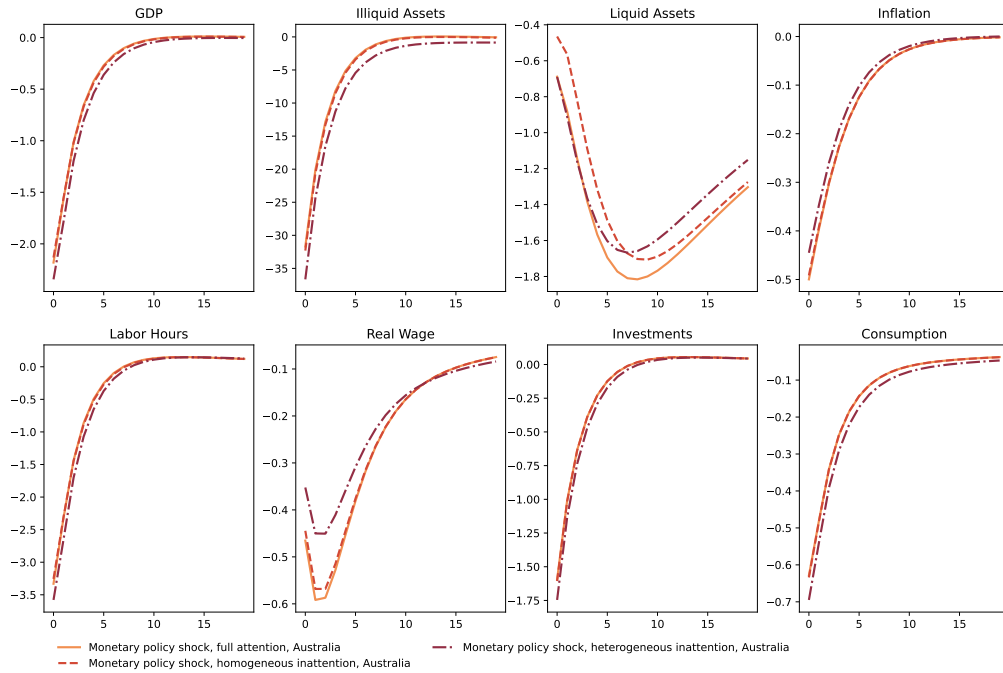 GDP
Illiquid Assets
Liquid Assets
Inflation
0.0
−0.5
−1.0
−1.5
−2.0
0 5 10 15
0
−5
−10
−15
−20
−25
−30
−35
0 5 10 15
−0.4
−0.6
−0.8
−1.0
−1.2
−1.4
−1.6
−1.8
0 5 10 15
0.0
−0.1
−0.2
−0.3
−0.4
−0.5
0 5 10 15
Labor Hours
Real Wage
Investments
Consumption
0.0
−0.5
−1.0
−1.5
−2.0
−2.5
−3.0
−3.5
0 5 10 15
−0.1
−0.2
−0.3
−0.4
−0.5
−0.6
0 5 10 15
0.00
−0.25
−0.50
−0.75
−1.00
−1.25
−1.50
−1.75
0 5 10 15
−0.1
−0.2
−0.3
−0.4
−0.5
−0.6
−0.7
0 5 10 15
Monetary policy shock, full attention, Australia
Monetary policy shock, homogeneous inattention, Australia
Monetary policy shock, heterogeneous inattention, Australia